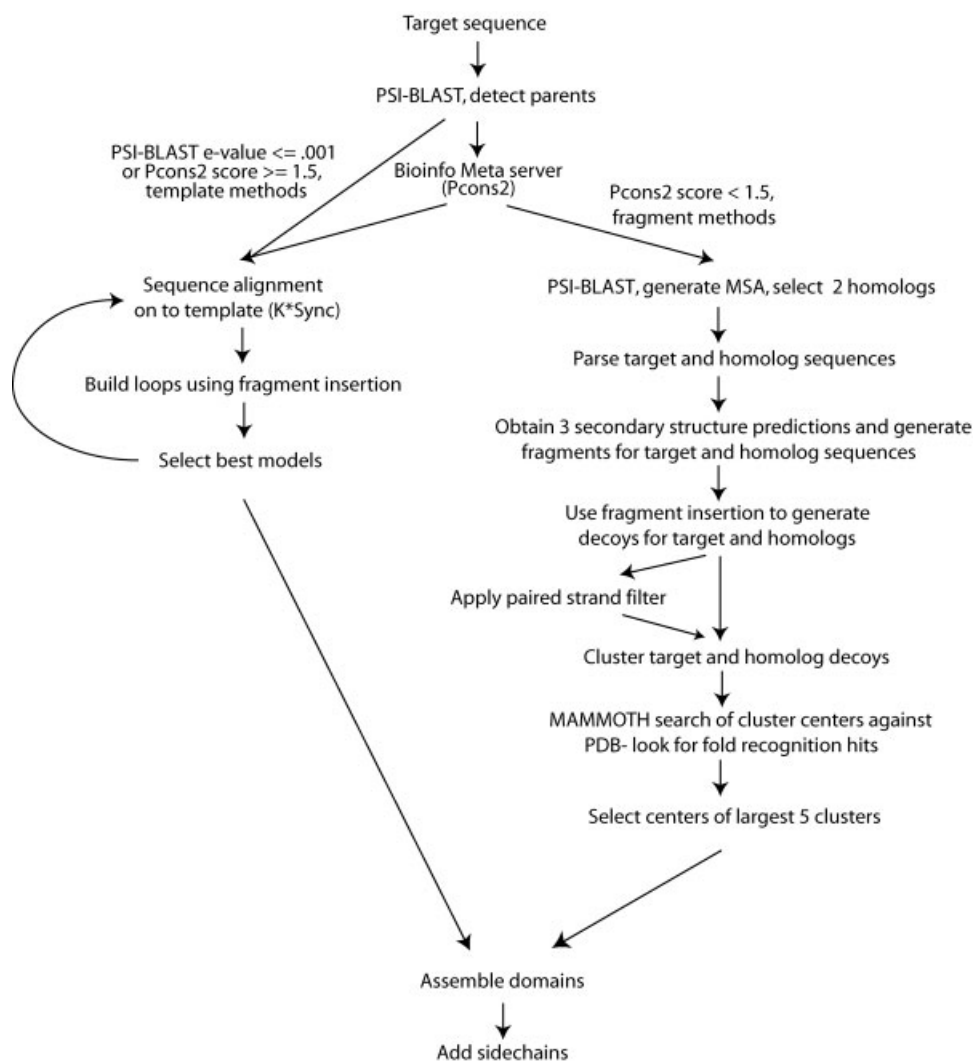 Target sequence
PSI-BLAST, detect parents
PSI-BLAST e-value <= .001
or Pcons2 score >= 1.5,
template methods
Bioinfo Meta server
(Pcons2)
Pcons2 score < 1.5,
fragment methods
Sequence alignment
on to template (K*Sync)
Build loops using fragment insertion
Select best models
PSI-BLAST, generate MSA, select 2 homologs
Parse target and homolog sequences
Obtain 3 secondary structure predictions and generate
fragments for target and homolog sequences
Use fragment insertion to generate
decoys for target and homologs
Apply paired strand filter
Cluster target and homolog decoys
MAMMOTH search of cluster centers against
PDB- look for fold recognition hits
Select centers of largest 5 clusters
Assemble domains
Add sidechains